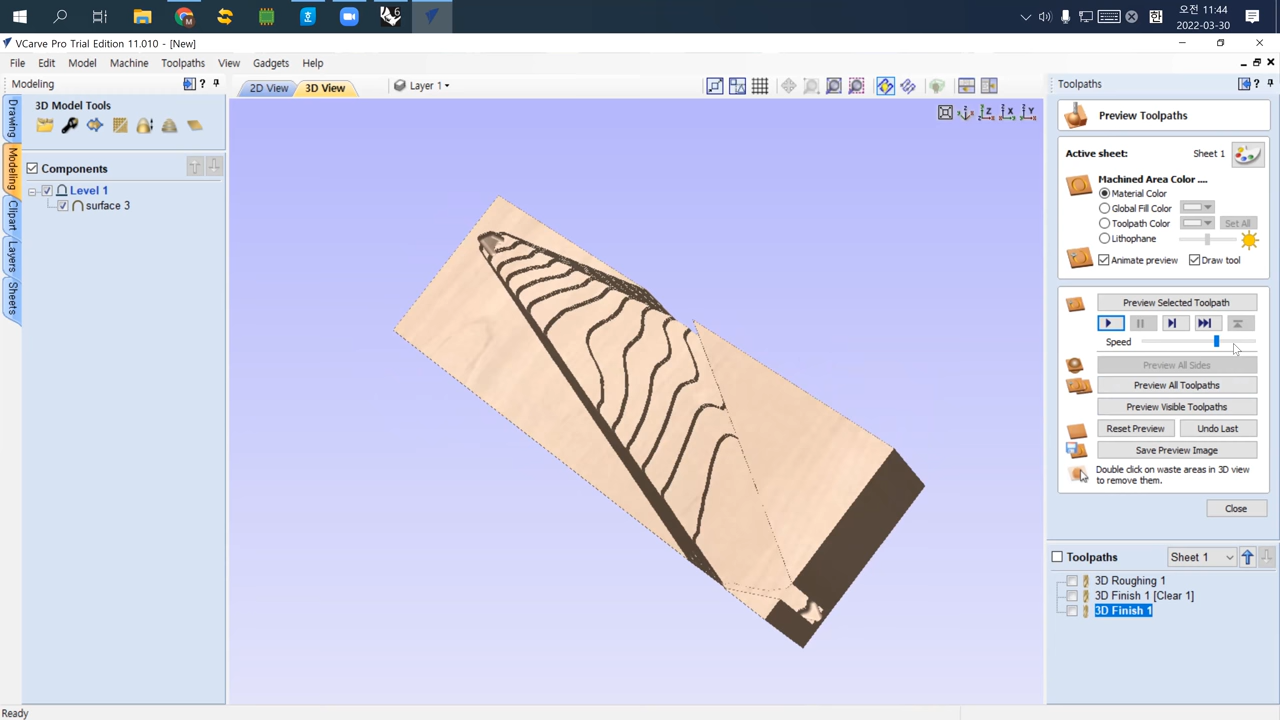 6
한
오전 11:44
2022-03-30
VCarve Pro Trial Edition 11.010 - [New]
File Edit Model Machine Toolpaths View Gadgets Help
Modeling
?
3D Model Tools
Components
Level 1
surface 3
Drawing
Modeling
Clipart
Layers
Sheets
2D View
3D View
Layer 1
Z X Y
Toolpaths
?
Preview Toolpaths
Active sheet: Sheet 1
Machined Area Color ....
Material Color
Global Fill Color
Toolpath Color
Set All
Lithophane
Animate preview
Draw tool
Preview Selected Toolpath
Speed
Preview All Sides
Preview All Toolpaths
Preview Visible Toolpaths
Reset Preview
Undo Last
Save Preview Image
Double click on waste areas in 3D view
to remove them.
Close
Toolpaths
Sheet 1
3D Roughing 1
3D Finish 1 [Clear 1]
3D Finish 1
Ready